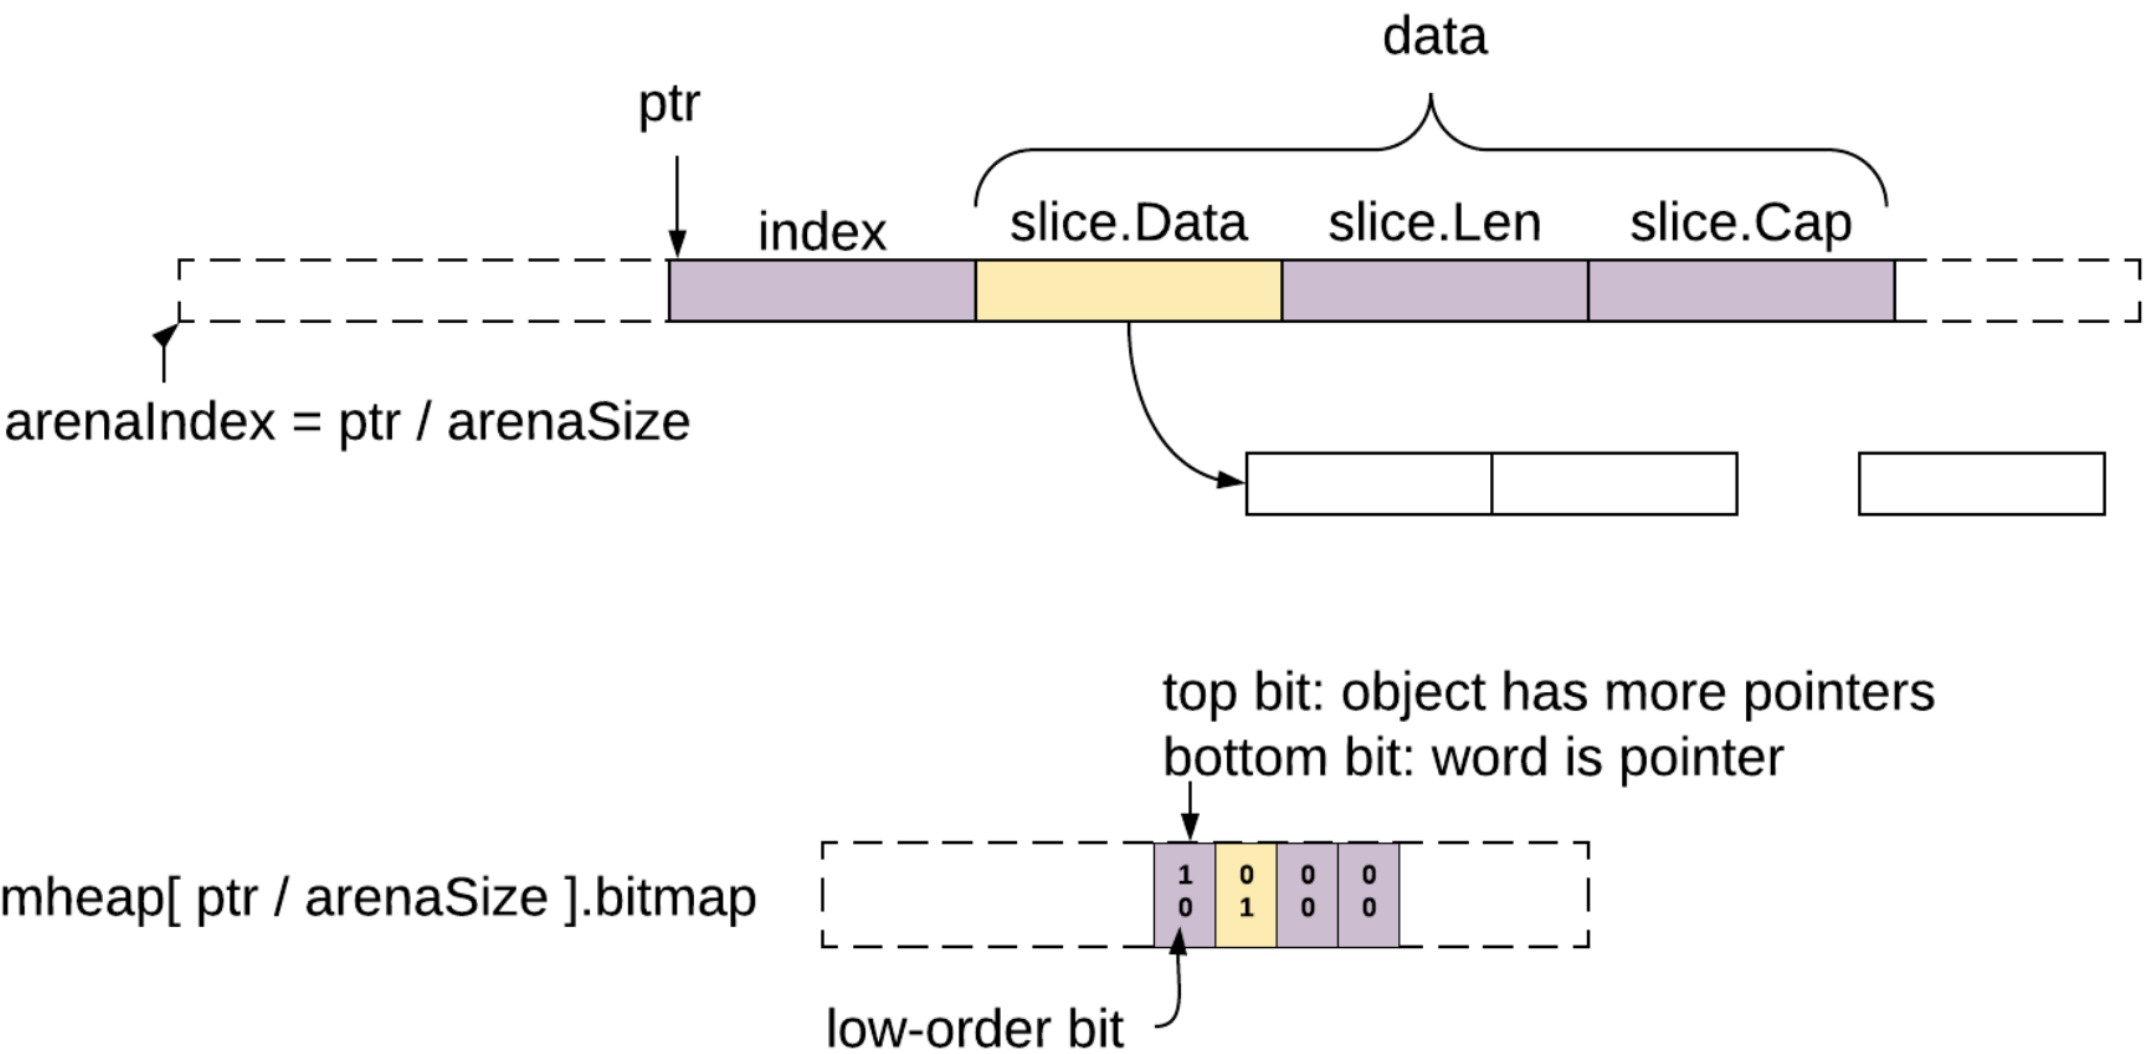 data
ptr
index
slice.Data
slice.Len
slice.Cap
arenaIndex = ptr / arenaSize
top bit: object has more pointers
bottom bit: word is pointer
mheap[ ptr / arenaSize ].bitmap
1 0 0 0
0 1 0 0
low-order bit